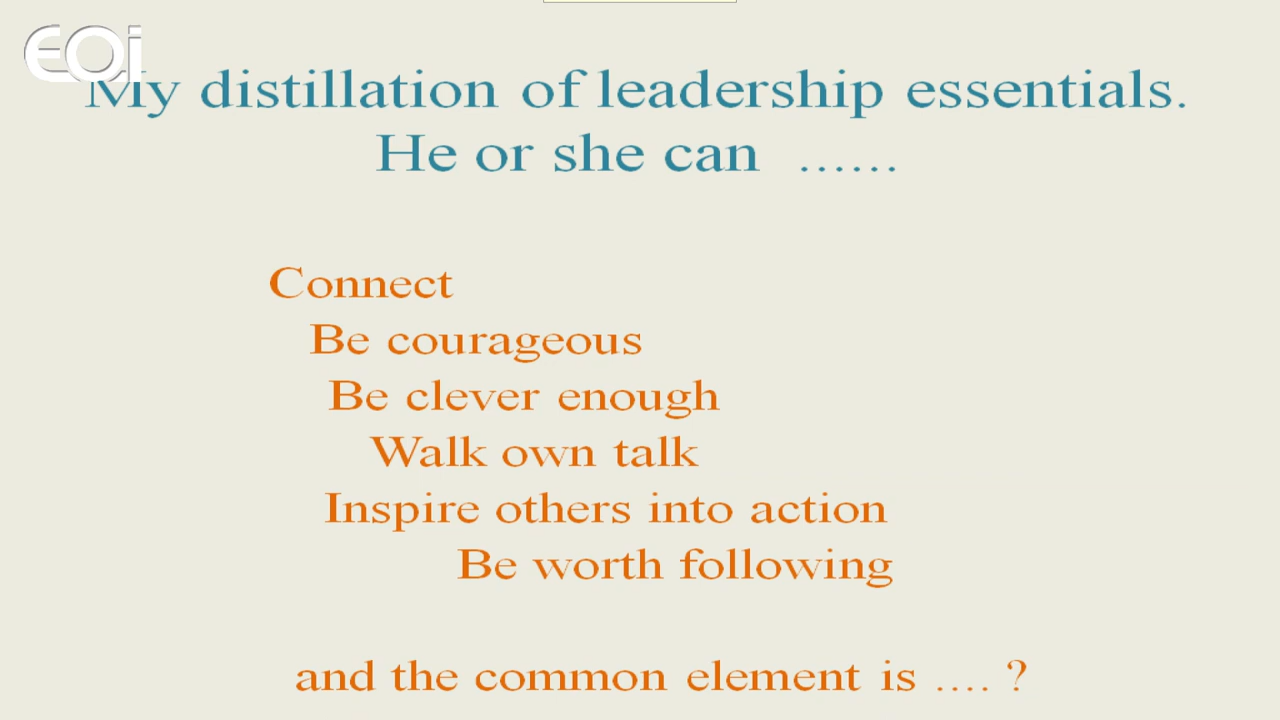 EOi
My distillation of leadership essentials.
He or she can ......
Connect
Be courageous
Be clever enough
Walk own talk
Inspire others into action
Be worth following
and the common element is .... ?